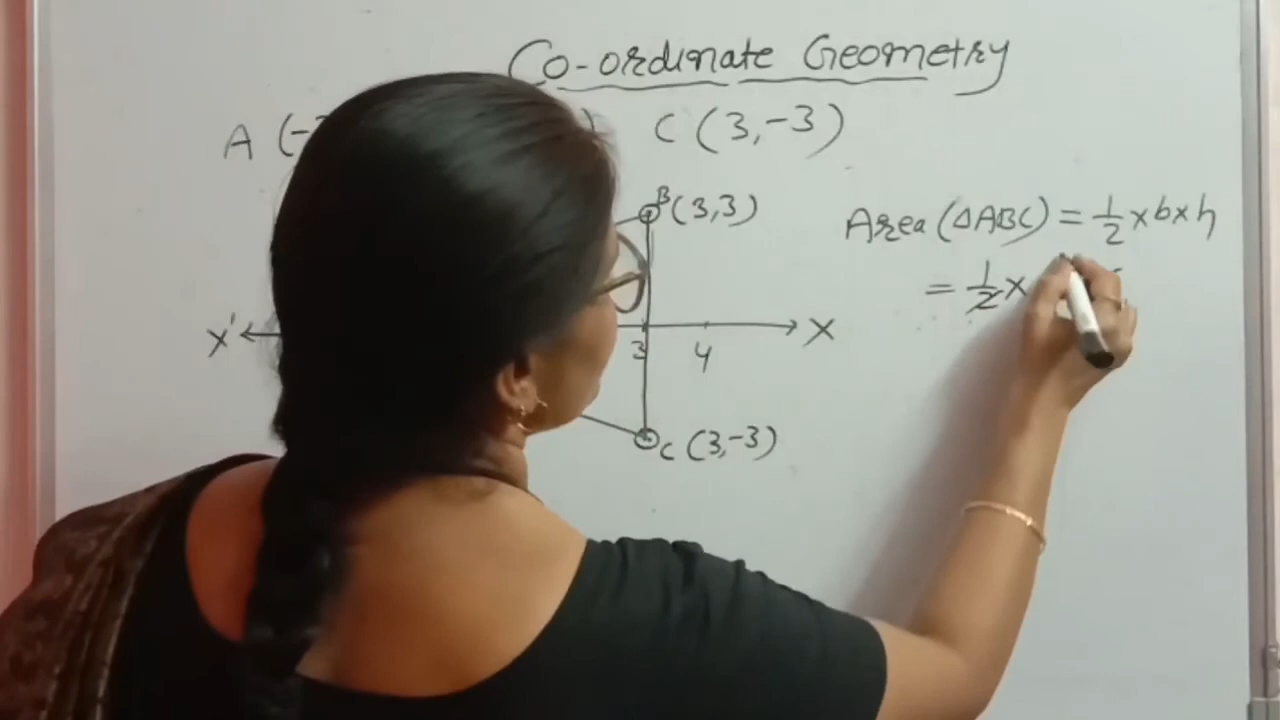 Co-ordinate Geometry
A (- ) C (3,-3)
B(3,3)
Area (△ABC) = 1/2 x b x h
= 1/2 x
X' X
3 4
C (3,-3)